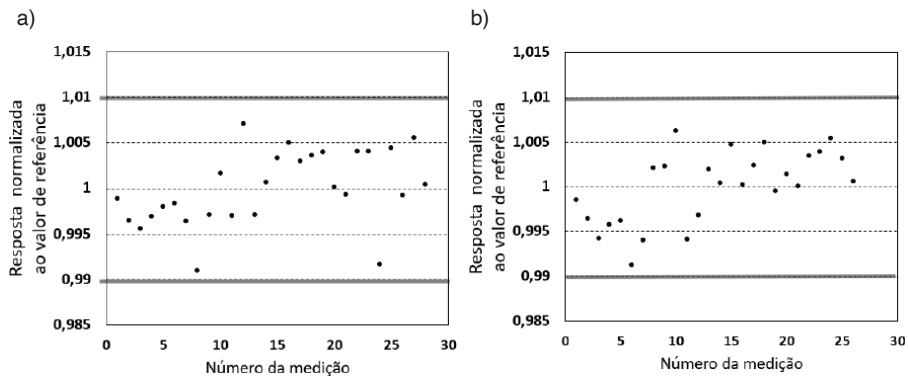 a)
1,015
1,01
1,005
1
0,995
0,99
0,985
0 5 10 15 20 25 30
Número da medição
Resposta normalizada
ao valor de referência
b)
1,015
1,01
1,005
1
0,995
0,99
0,985
0 5 10 15 20 25 30
Número da medição
Resposta normalizada
ao valor de referência